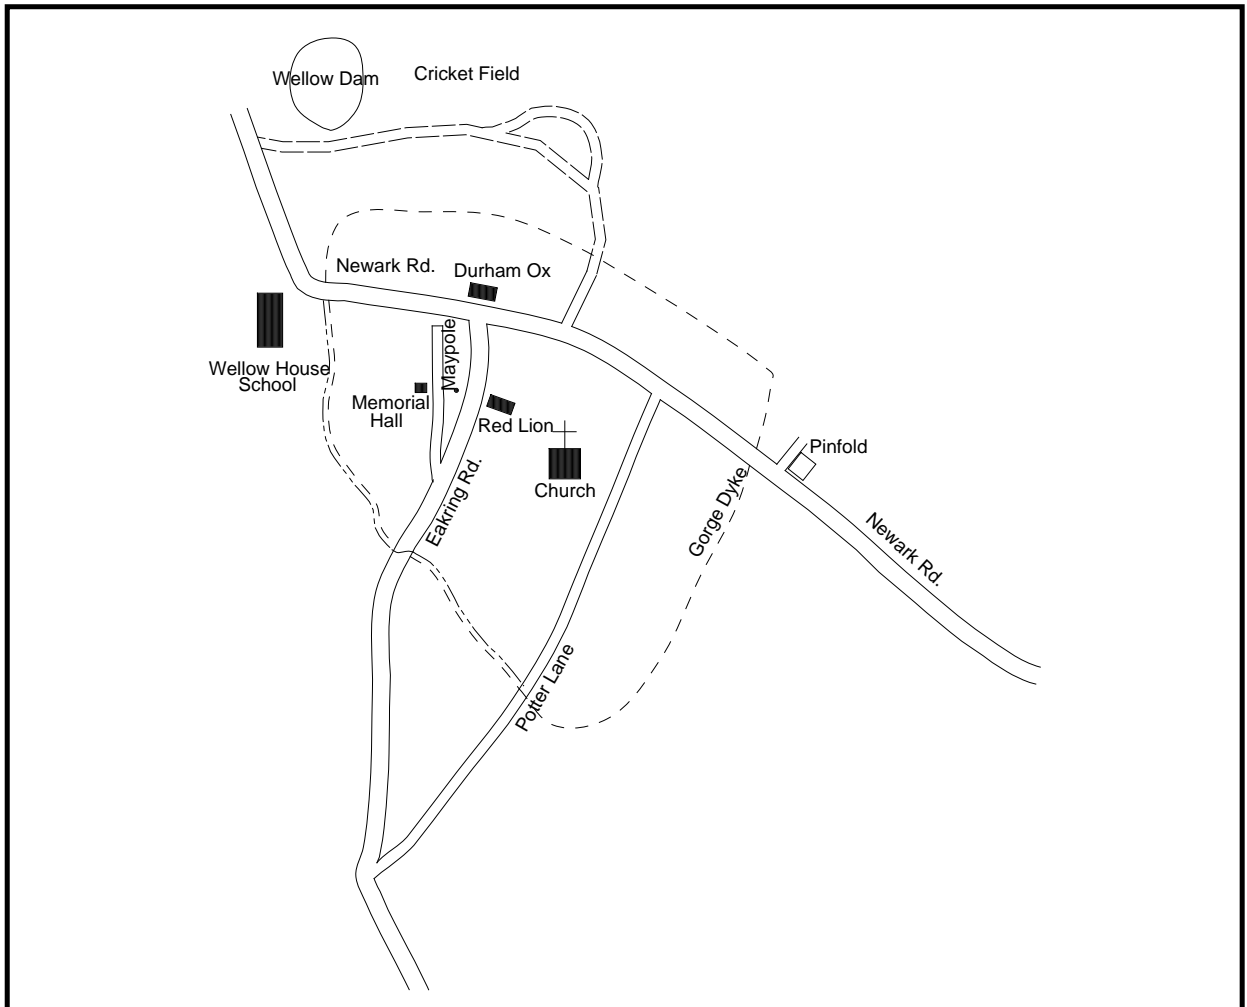 Wellow Dam
Cricket Field
Newark Rd.
Durham Ox
Maypole
Wellow House
School
Memorial
Hall
Red Lion
Church
Eakring Rd.
Gorge Dyke
Pinfold
Newark Rd.
Potter Lane